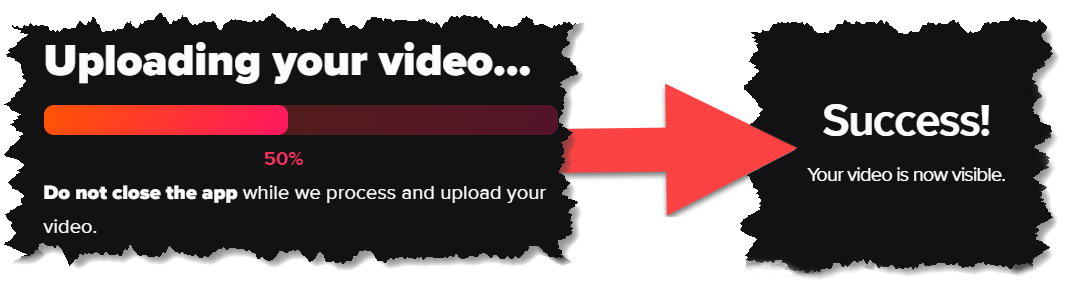 Uploading your video...
50%
Do not close the app while we process and upload your
video.
Success!
Your video is now visible.